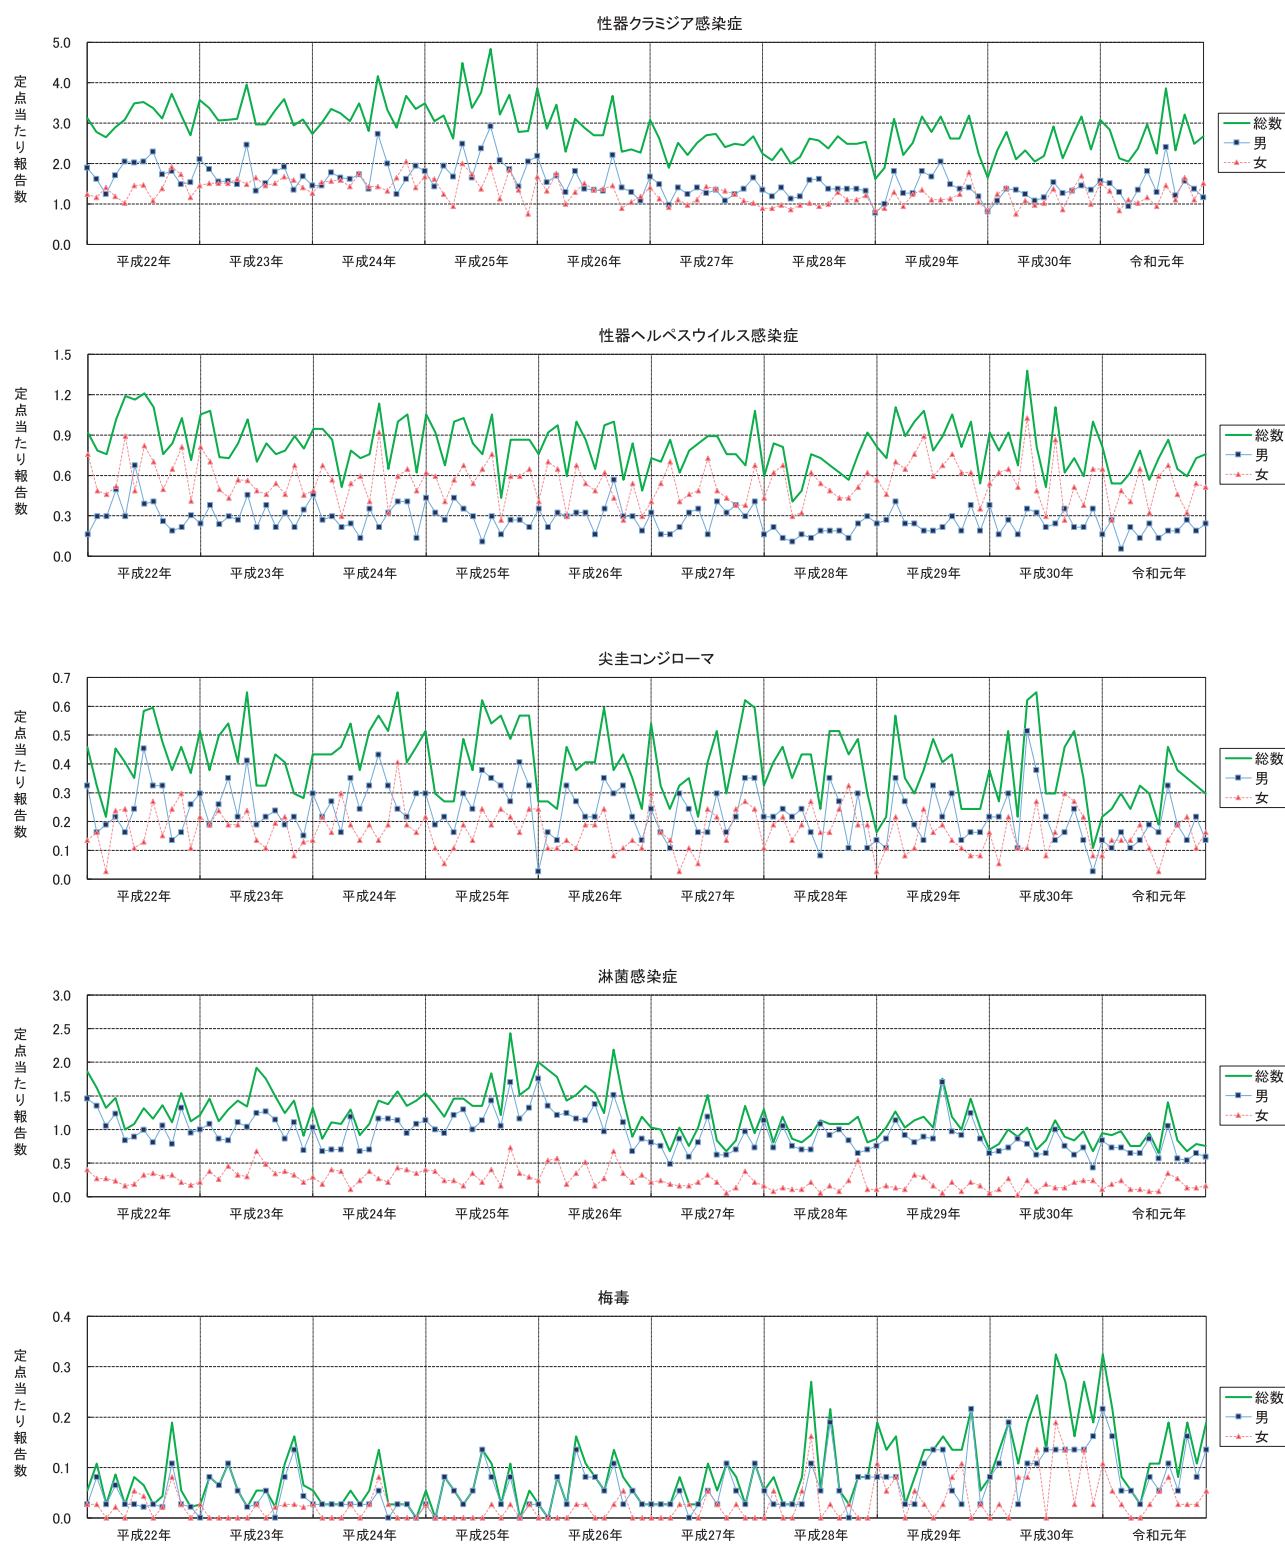 性器クラミジア感染症
定点当たり報告数
5.0
4.0
3.0
2.0
1.0
0.0
平成22年 平成23年 平成24年 平成25年 平成26年 平成27年 平成28年 平成29年 平成30年 令和元年
総数
男
女
性器ヘルペスウイルス感染症
定点当たり報告数
1.5
1.2
0.9
0.6
0.3
0.0
平成22年 平成23年 平成24年 平成25年 平成26年 平成27年 平成28年 平成29年 平成30年 令和元年
総数
男
女
尖圭コンジローマ
定点当たり報告数
0.7
0.6
0.5
0.4
0.3
0.2
0.1
0.0
平成22年 平成23年 平成24年 平成25年 平成26年 平成27年 平成28年 平成29年 平成30年 令和元年
総数
男
女
淋菌感染症
定点当たり報告数
3.0
2.5
2.0
1.5
1.0
0.5
0.0
平成22年 平成23年 平成24年 平成25年 平成26年 平成27年 平成28年 平成29年 平成30年 令和元年
総数
男
女
梅毒
定点当たり報告数
0.4
0.3
0.2
0.1
0.0
平成22年 平成23年 平成24年 平成25年 平成26年 平成27年 平成28年 平成29年 平成30年 令和元年
総数
男
女